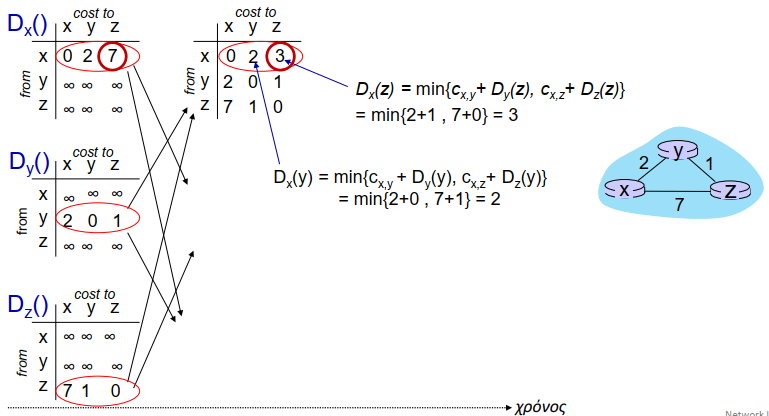 Dx()
cost to
x y z
from
x 0 2 7
y ∞ ∞ ∞
z ∞ ∞ ∞
cost to
x y z
from
x 0 2 3
y 2 0 1
z 7 1 0
Dx(z) = min{cx,y+ Dy(z), cx,z+ Dz(z)}
= min{2+1 , 7+0} = 3
Dx(y) = min{cx,y + Dy(y), cx,z+ Dz(y)}
= min{2+0 , 7+1} = 2
Dy()
cost to
x y z
from
x ∞ ∞ ∞
y 2 0 1
z ∞ ∞ ∞
y
2 1
x z
7
Dz()
cost to
x y z
from
x ∞ ∞ ∞
y ∞ ∞ ∞
z 7 1 0
χρόνος